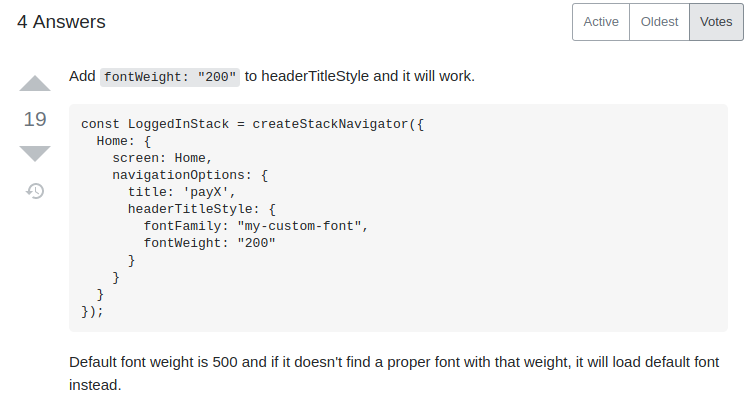 4 Answers
Active Oldest Votes
Add fontWeight: "200" to headerTitleStyle and it will work.
19
const LoggedInStack = createStackNavigator({
  Home: {
    screen: Home,
    navigationOptions: {
      title: 'payX',
      headerTitleStyle: {
        fontFamily: "my-custom-font",
        fontWeight: "200"
      }
    }
  }
});
Default font weight is 500 and if it doesn't find a proper font with that weight, it will load default font
instead.